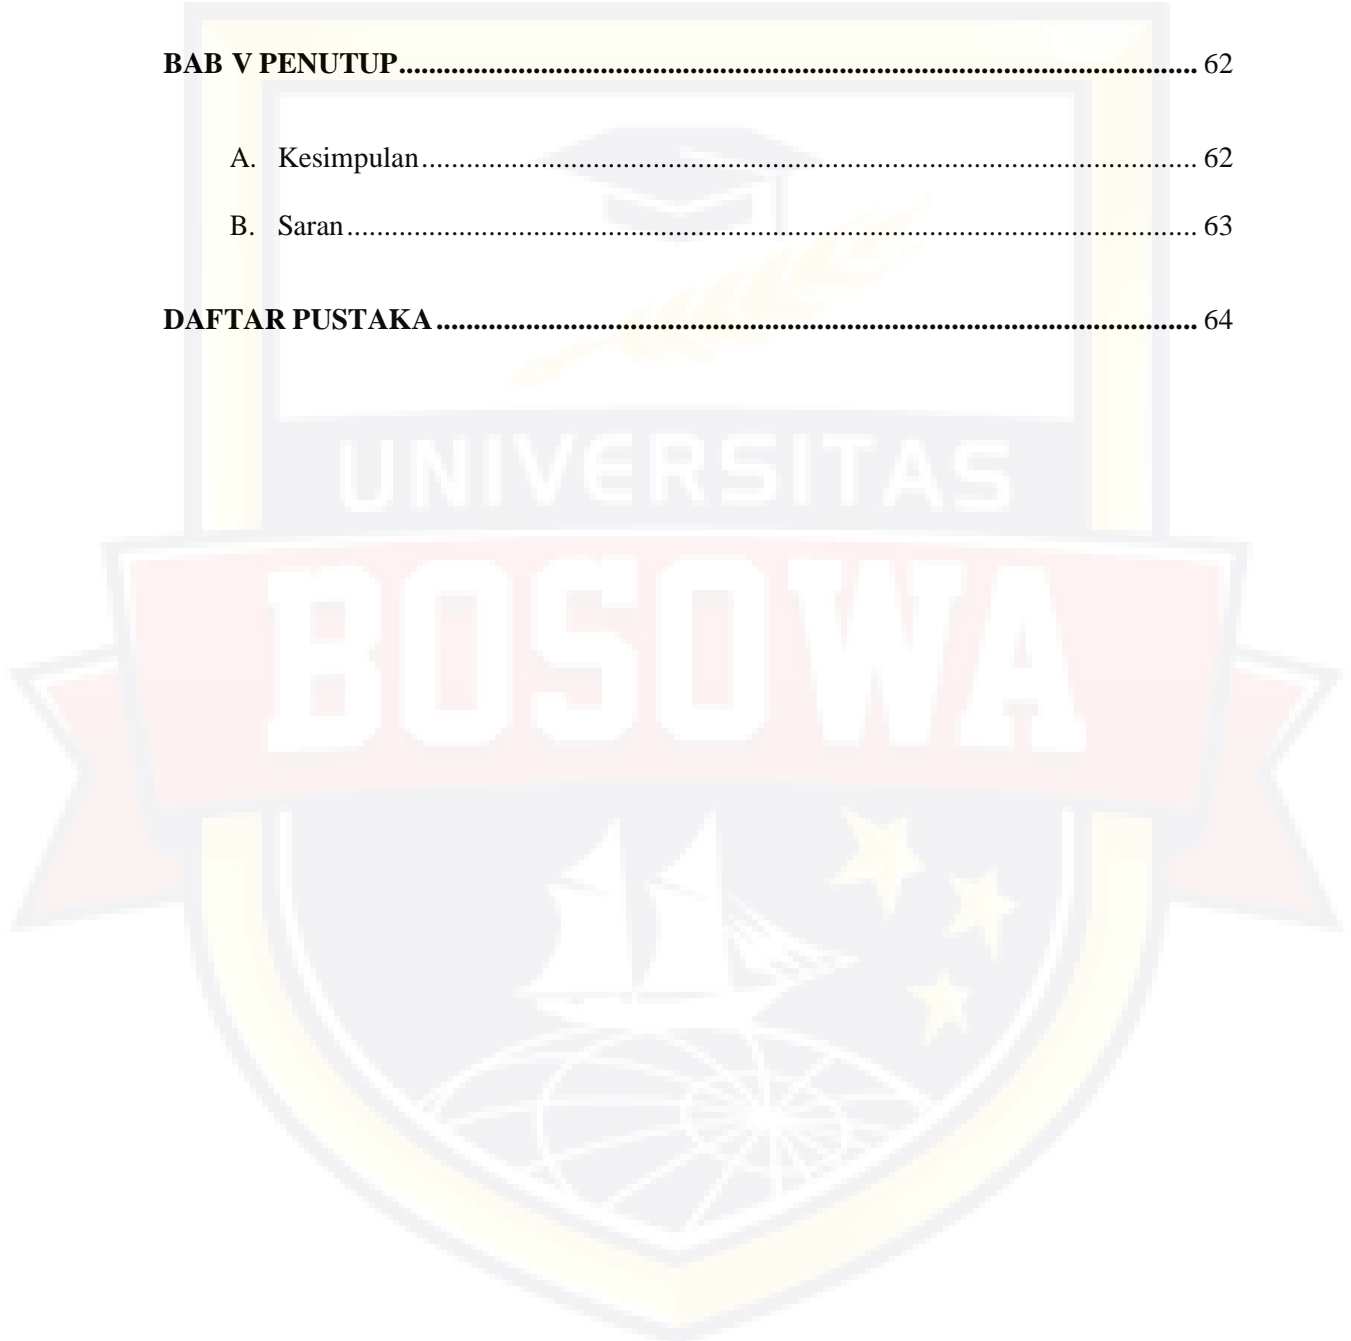 BAB V PENUTUP............................................................................................................ 62
A. Kesimpulan........................................................................................................ 62
B. Saran.................................................................................................................. 63
DAFTAR PUSTAKA....................................................................................................... 64
UNIVERSITAS
BOSOWA